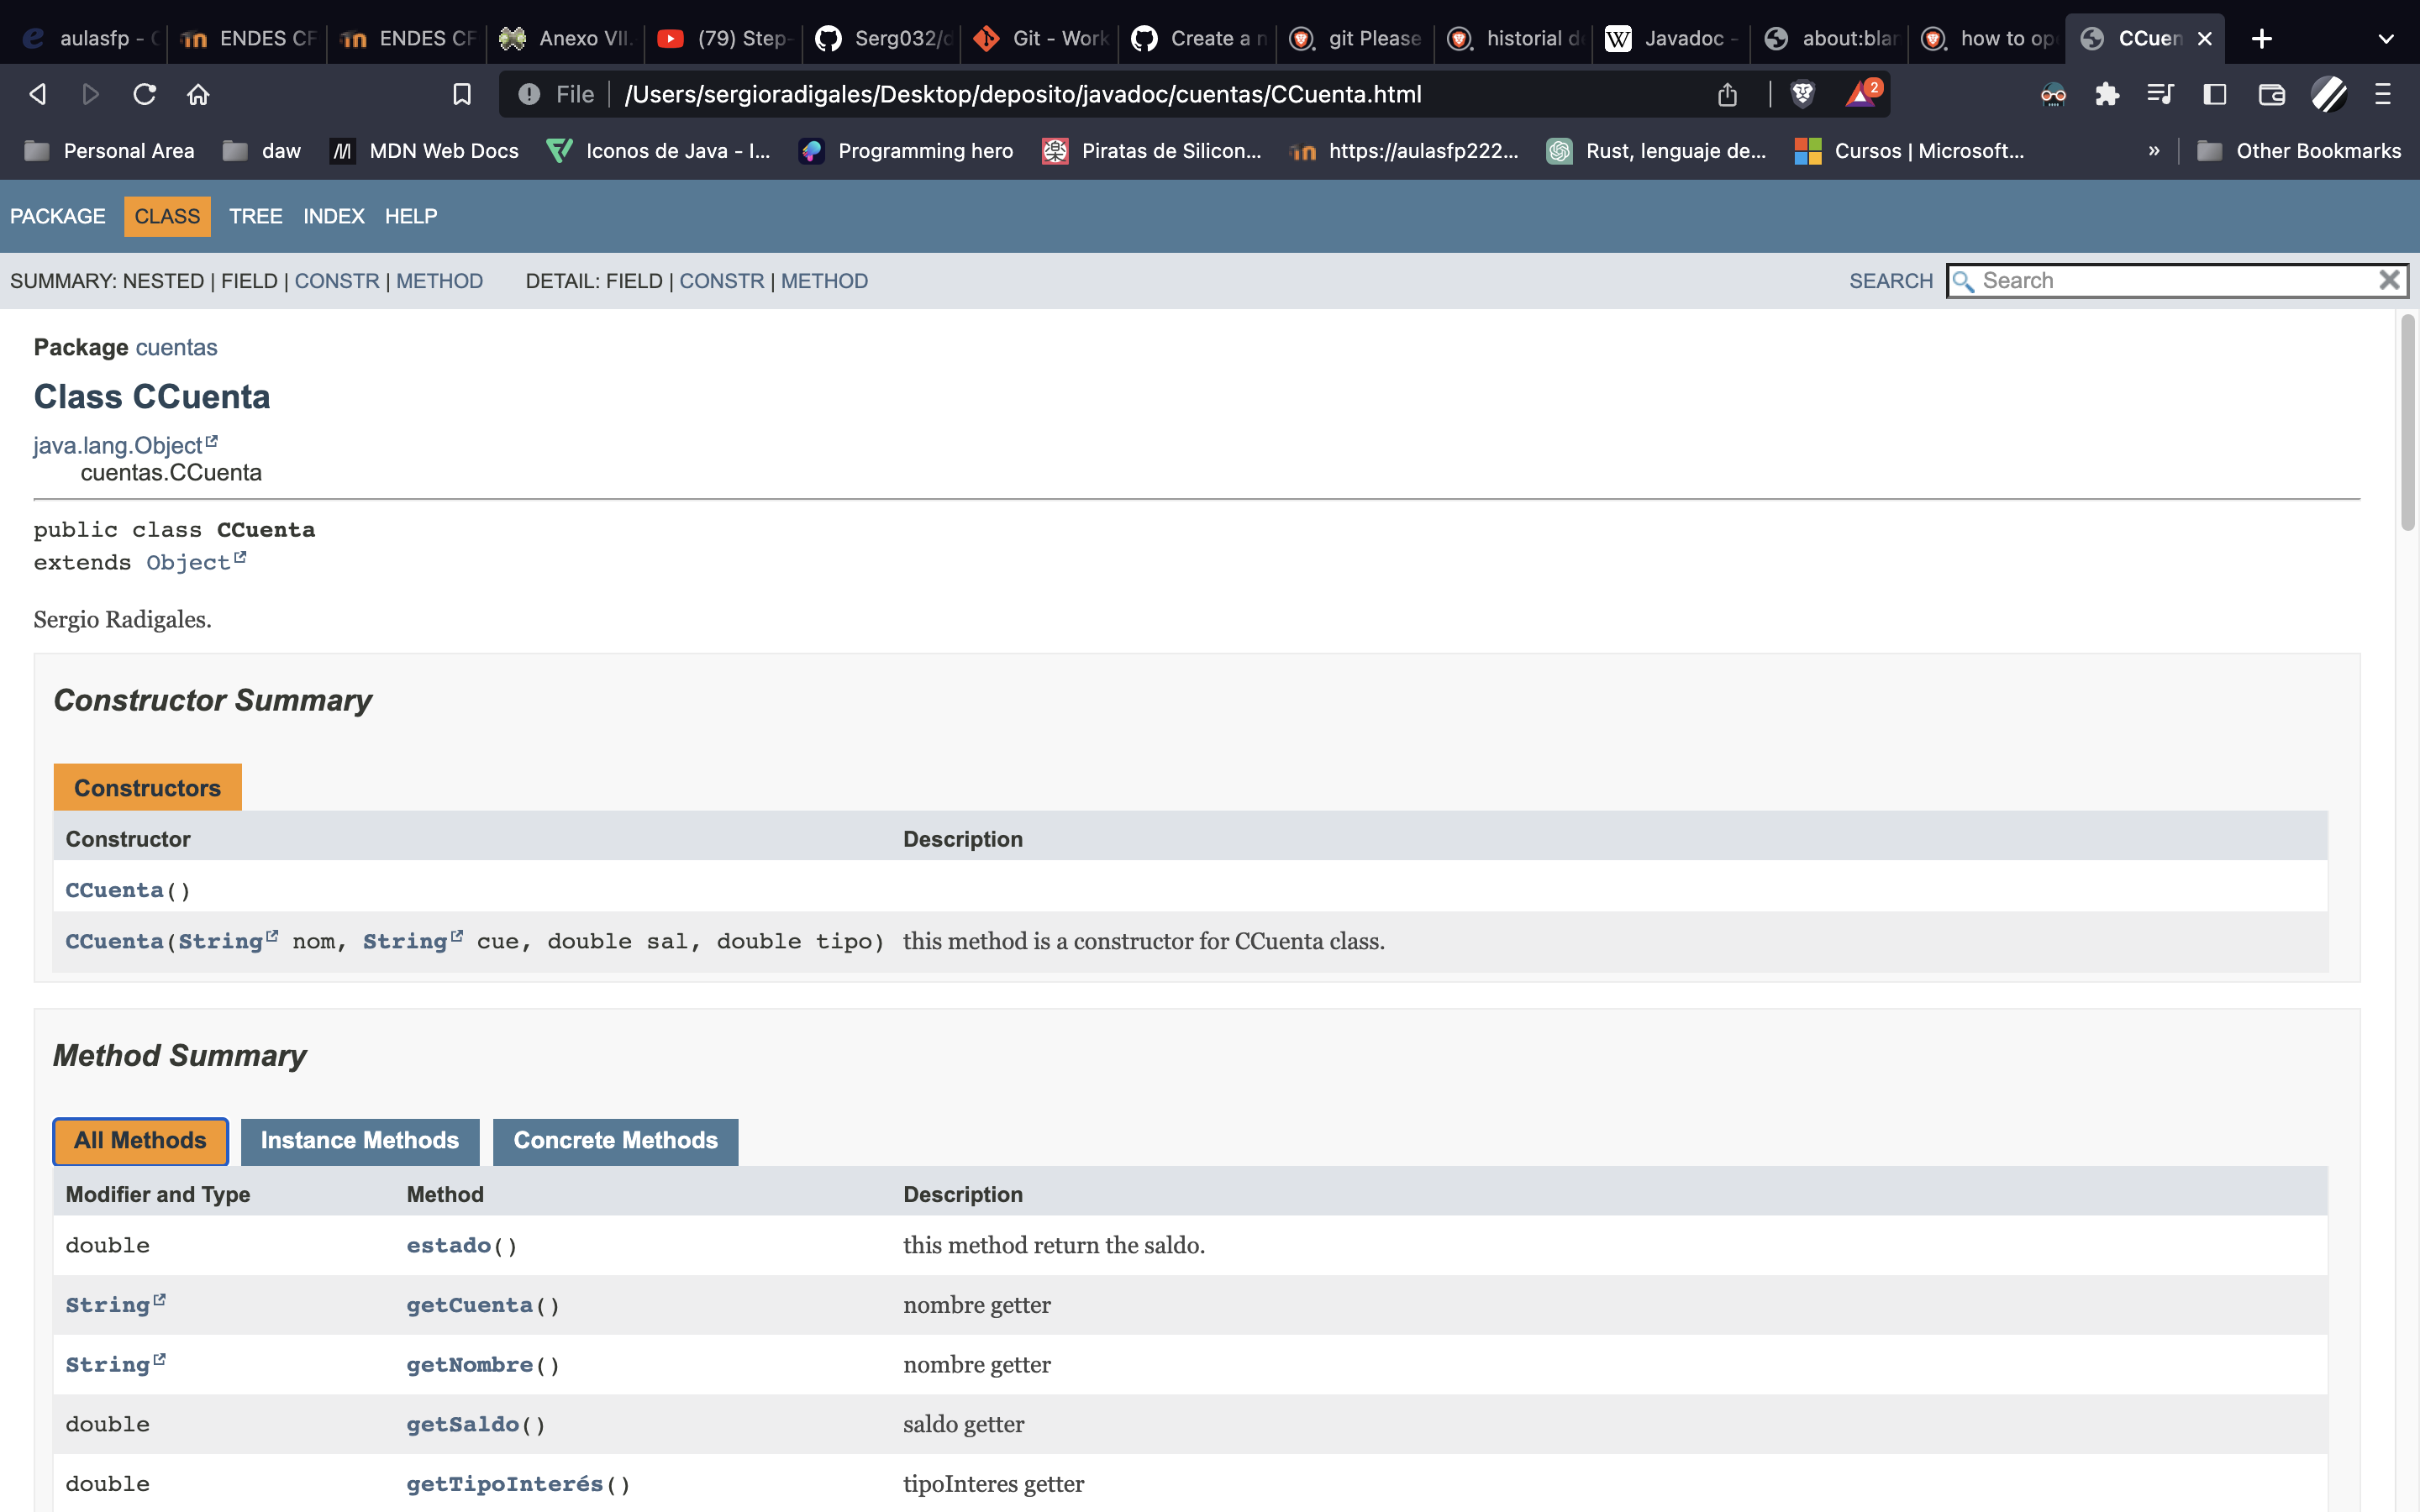 aulasfp - ENDES CF ENDES CF Anexo VII. (79) Step- Serg032/d Git - Work Create a n git Please historial de Javadoc - about:blan how to op CCuen
File /Users/sergioradigales/Desktop/deposito/javadoc/cuentas/CCuenta.html 2
Personal Area daw MDN Web Docs Iconos de Java - I... Programming hero Piratas de Silicon... https://aulasfp222... Rust, lenguaje de... Cursos | Microsoft... » Other Bookmarks
PACKAGE CLASS TREE INDEX HELP
SUMMARY: NESTED | FIELD | CONSTR | METHOD DETAIL: FIELD | CONSTR | METHOD SEARCH Search
Package cuentas
Class CCuenta
java.lang.Object
cuentas.CCuenta
public class CCuenta
extends Object
Sergio Radigales.
Constructor Summary
Constructors
Constructor Description
CCuenta()
CCuenta(String nom, String cue, double sal, double tipo) this method is a constructor for CCuenta class.
Method Summary
All Methods Instance Methods Concrete Methods
Modifier and Type Method Description
double estado() this method return the saldo.
String getCuenta() nombre getter
String getNombre() nombre getter
double getSaldo() saldo getter
double getTipoInterés() tipoInteres getter